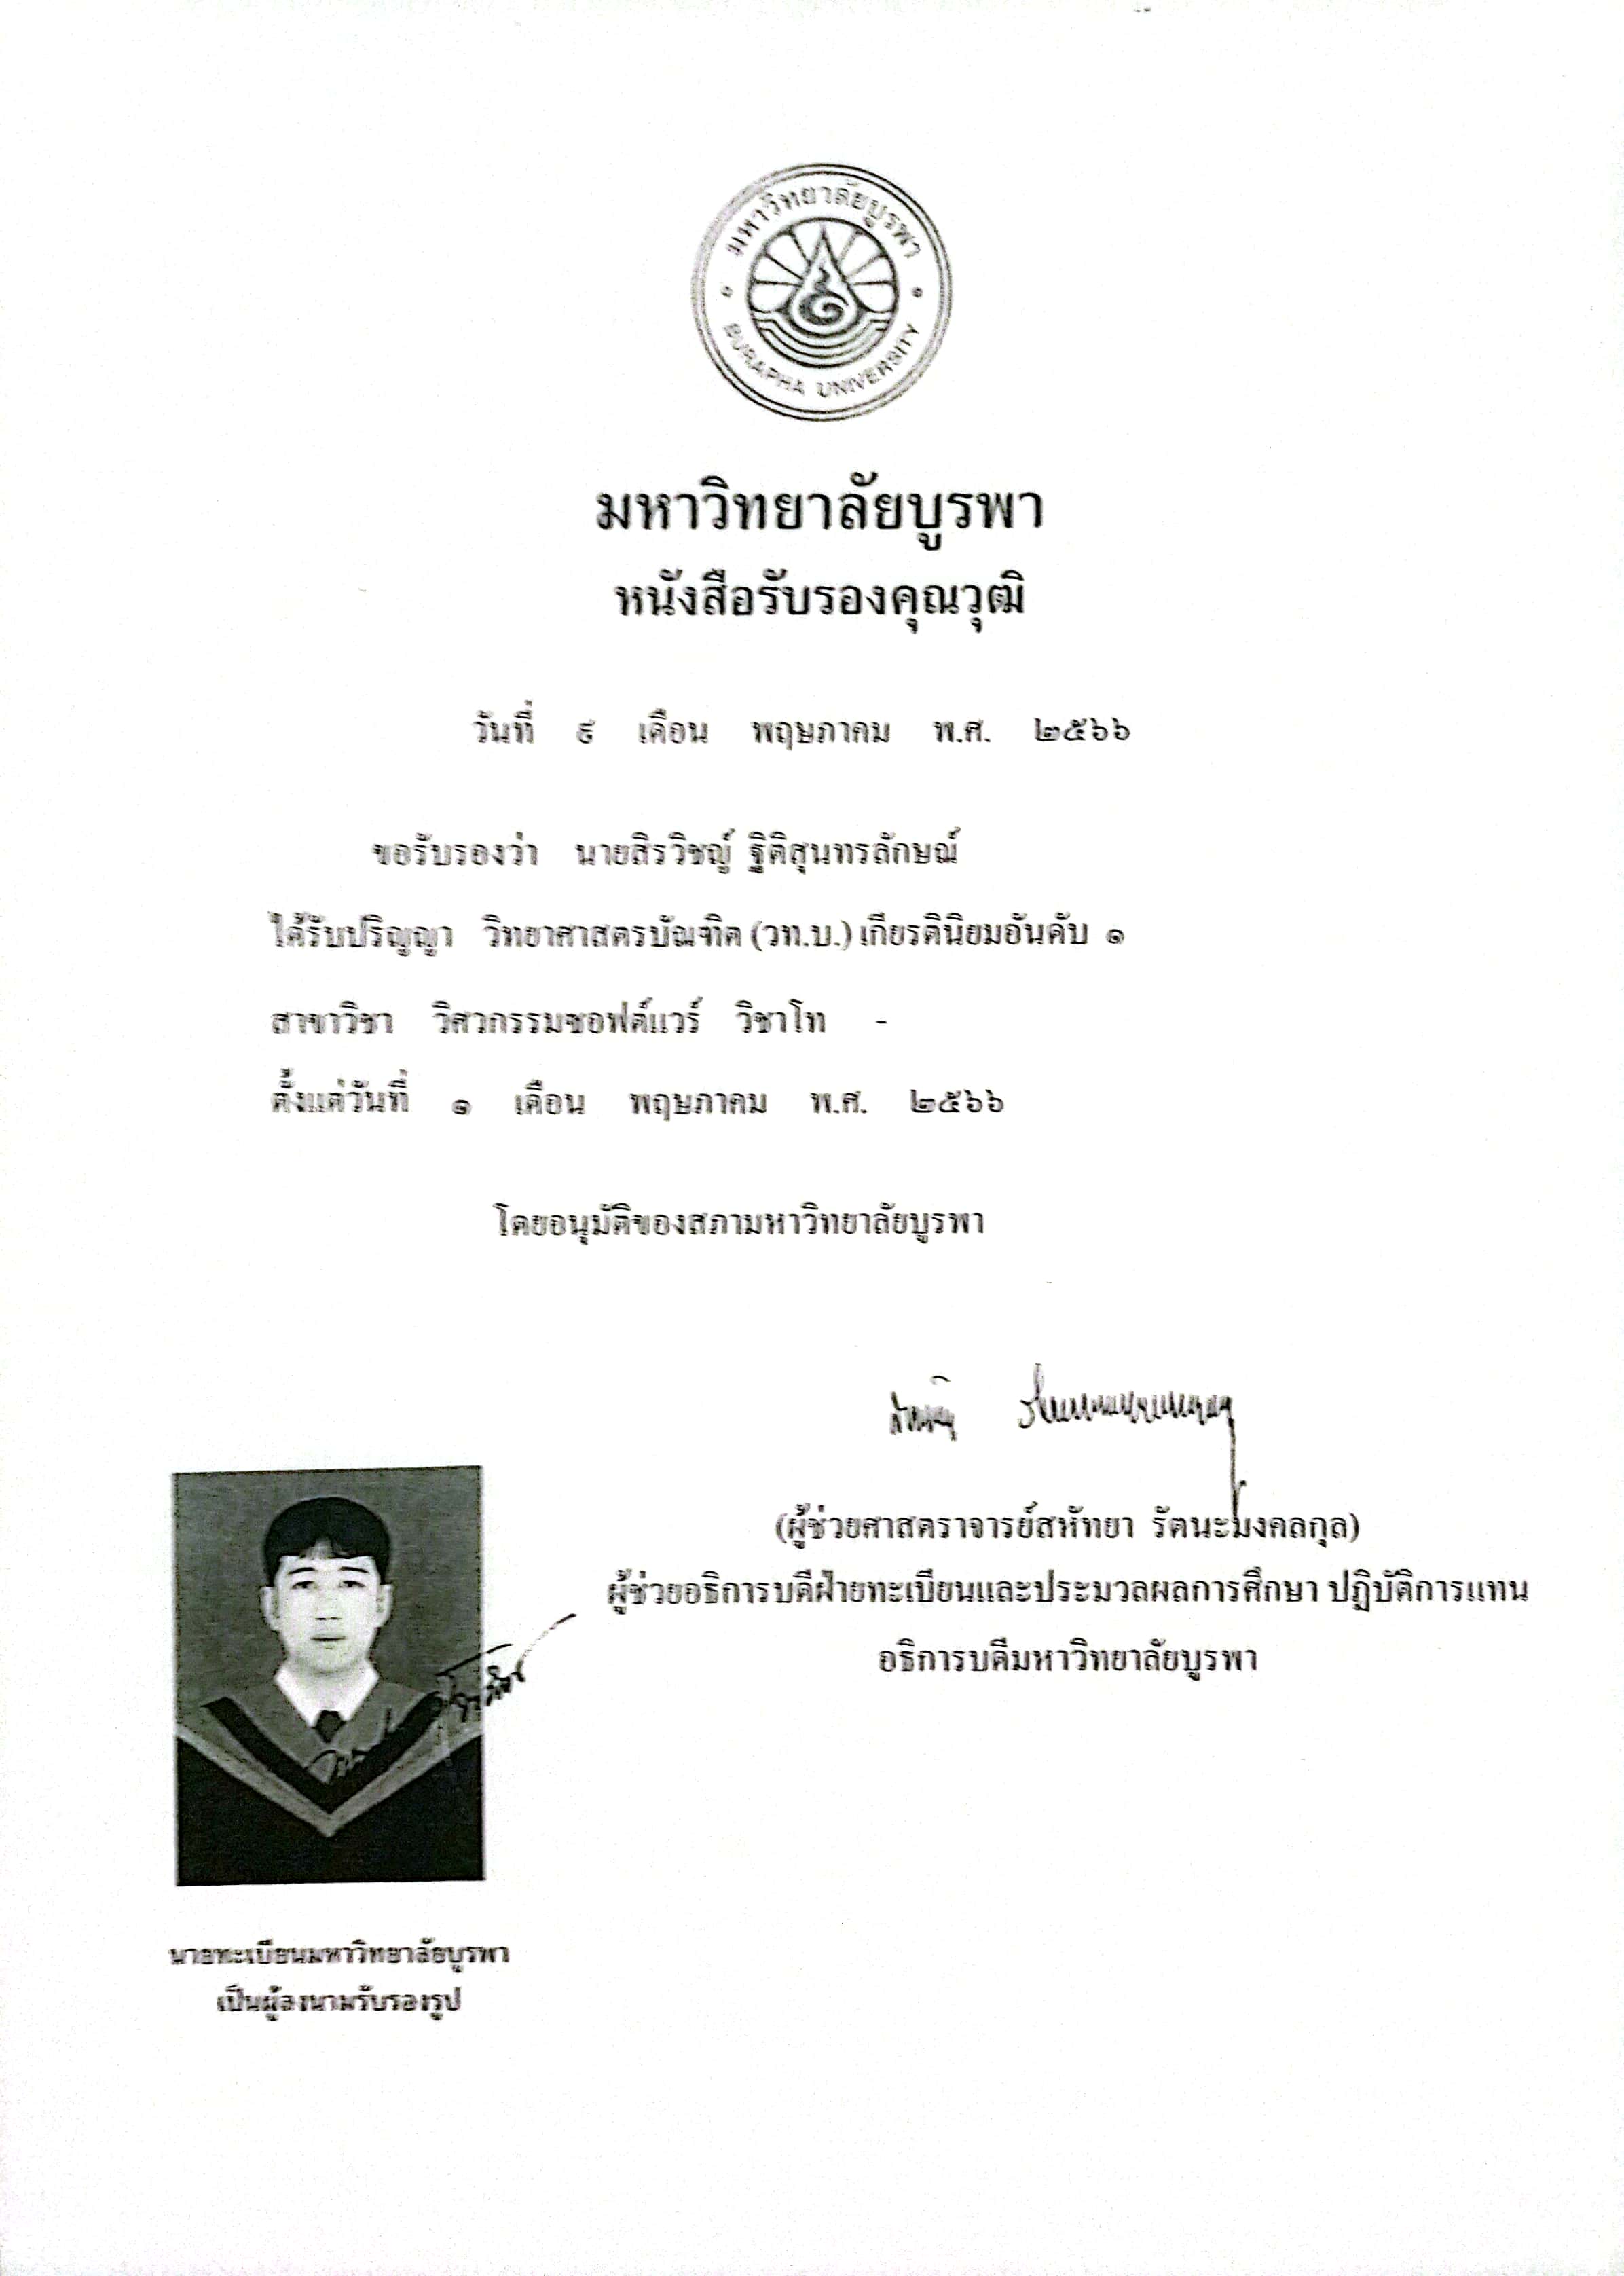 มหาวิทยาลัยบูรพา
BURAPHA UNIVERSITY
มหาวิทยาลัยบูรพา
หนังสือรับรองคุณวุฒิ
วันที่ ๙ เดือน พฤษภาคม พ.ศ. ๒๕๖๖
ขอรับรองว่า นายสิรวิชญ์ ฐิติสุนทรลักษณ์
ได้รับปริญญา วิทยาศาสตรบัณฑิต (วท.บ.) เกียรตินิยมอันดับ ๑
สาขาวิชา วิศวกรรมซอฟต์แวร์ วิชาโท -
ตั้งแต่วันที่ ๑ เดือน พฤษภาคม พ.ศ. ๒๕๖๖
โดยอนุมัติของสภามหาวิทยาลัยบูรพา
(ผู้ช่วยศาสตราจารย์สหัทยา รัตนะมงคลกุล)
ผู้ช่วยอธิการบดีฝ่ายทะเบียนและประมวลผลการศึกษา ปฏิบัติการแทน
อธิการบดีมหาวิทยาลัยบูรพา
นายทะเบียนมหาวิทยาลัยบูรพา
เป็นผู้ลงนามรับรองรูป